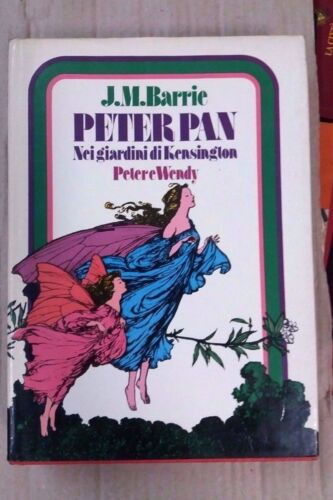 J.M.Barrie
PETER PAN
Nei giardini di Kensington
Peter e Wendy